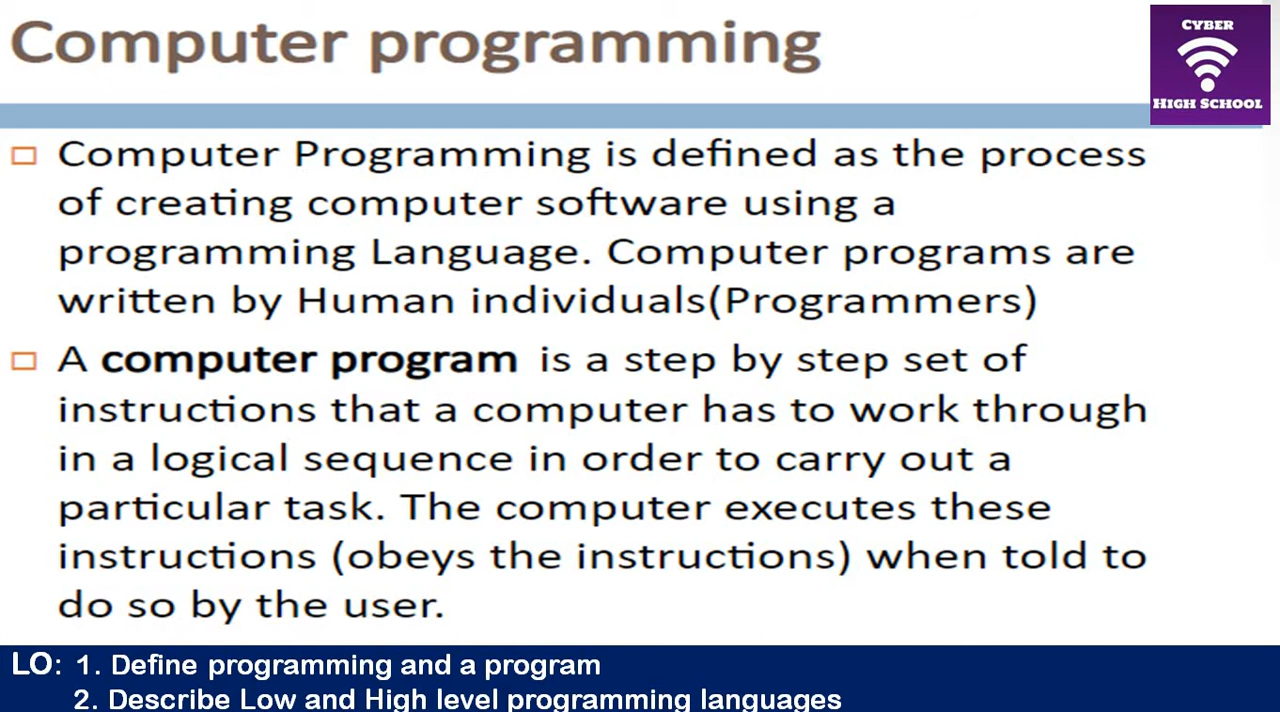 Computer programming
CYBER
HIGH SCHOOL
Computer Programming is defined as the process
of creating computer software using a
programming Language. Computer programs are
written by Human individuals(Programmers)
A computer program is a step by step set of
instructions that a computer has to work through
in a logical sequence in order to carry out a
particular task. The computer executes these
instructions (obeys the instructions) when told to
do so by the user.
LO: 1. Define programming and a program
2. Describe Low and High level programming languages